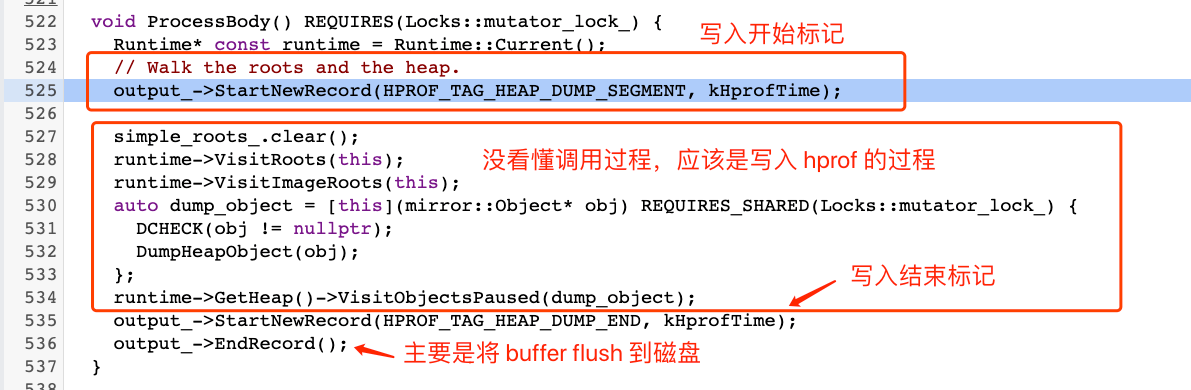 521
522 void ProcessBody() REQUIRES(Locks::mutator_lock_) {
写入开始标记
523 Runtime* const runtime = Runtime::Current();
524 // Walk the roots and the heap.
525 output_->StartNewRecord(HPROF_TAG_HEAP_DUMP_SEGMENT, kHprofTime);
526
527 simple_roots_.clear();
528 runtime->VisitRoots(this);
没看懂调用过程，应该是写入 hprof 的过程
529 runtime->VisitImageRoots(this);
530 auto dump_object = [this](mirror::Object* obj) REQUIRES_SHARED(Locks::mutator_lock_) {
531 DCHECK(obj != nullptr);
532 DumpHeapObject(obj);
533 };
写入结束标记
534 runtime->GetHeap()->VisitObjectsPaused(dump_object);
535 output_->StartNewRecord(HPROF_TAG_HEAP_DUMP_END, kHprofTime);
536 output_->EndRecord();
主要是将 buffer flush 到磁盘
537 }
538